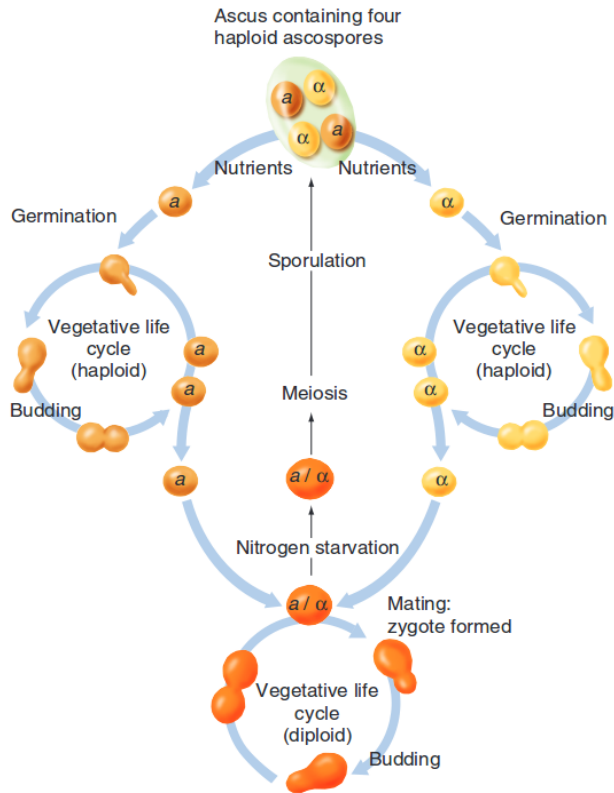 Ascus containing four
haploid ascospores
a
α
α
a
Nutrients
Nutrients
a
α
Germination
Germination
Sporulation
Vegetative life
cycle
(haploid)
a
a
α
α
Vegetative life
cycle
(haploid)
Budding
Meiosis
Budding
a
a / α
α
Nitrogen starvation
a / α
Mating:
zygote formed
Vegetative life
cycle
(diploid)
Budding